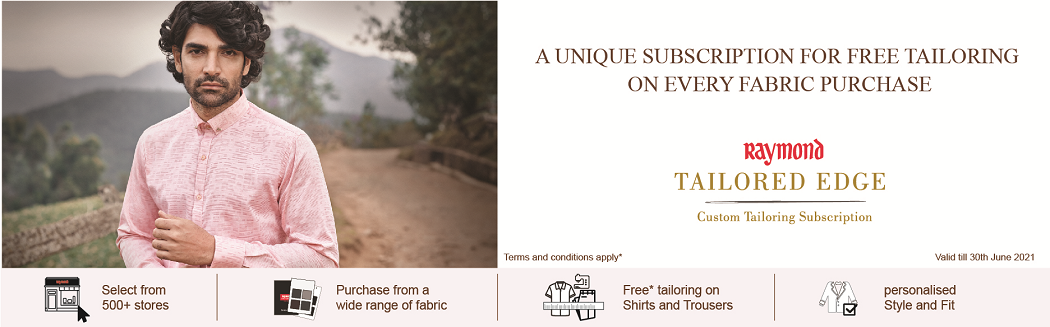 A UNIQUE SUBSCRIPTION FOR FREE TAILORING
ON EVERY FABRIC PURCHASE
Raymond
TAILORED EDGE
Custom Tailoring Subscription
Terms and conditions apply*
Valid till 30th June 2021
Raymond
Select from
500+ stores
Purchase from a
wide range of fabric
Free* tailoring on
Shirts and Trousers
personalised
Style and Fit